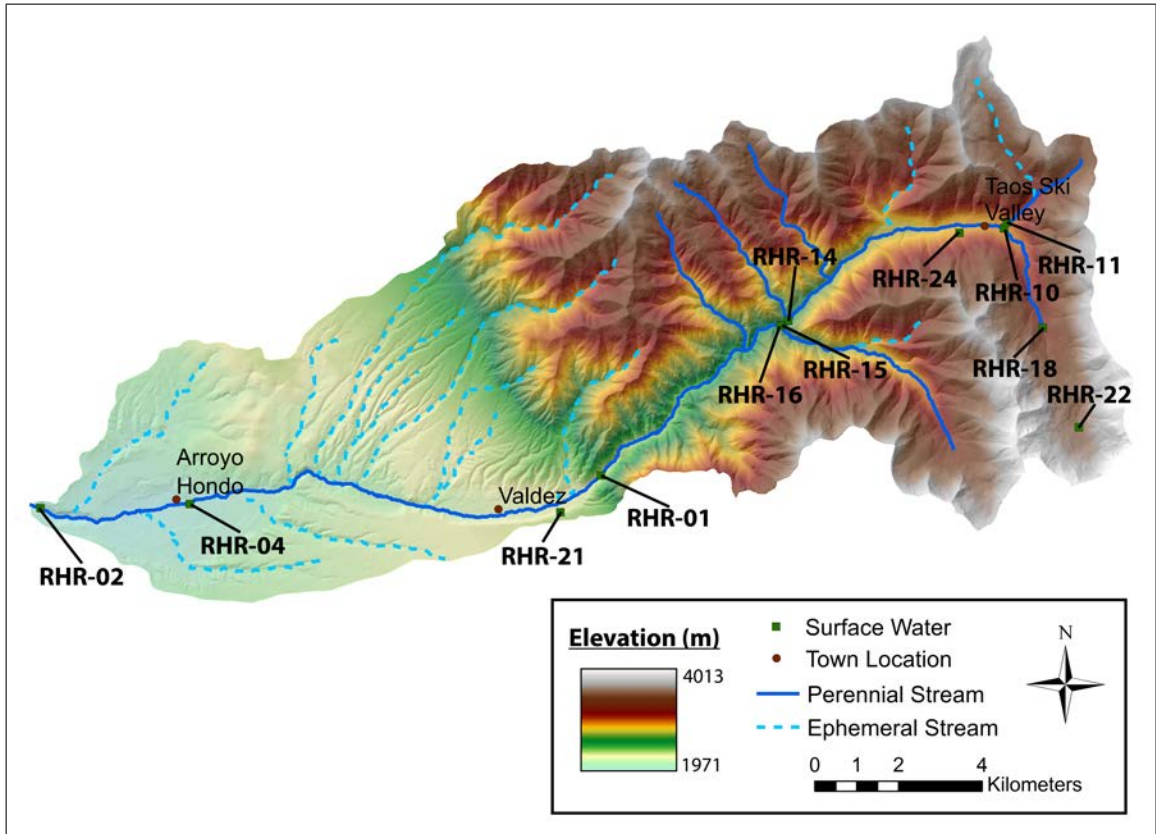 Taos Ski
Valley
RHR-14
RHR-11
RHR-24
RHR-10
RHR-15
RHR-18
RHR-16
RHR-22
Arroyo
Hondo
Valdez
RHR-01
RHR-04
RHR-21
RHR-02
Elevation (m)
4013
1971
Surface Water
Town Location
Perennial Stream
Ephemeral Stream
N
0 1 2 4
Kilometers